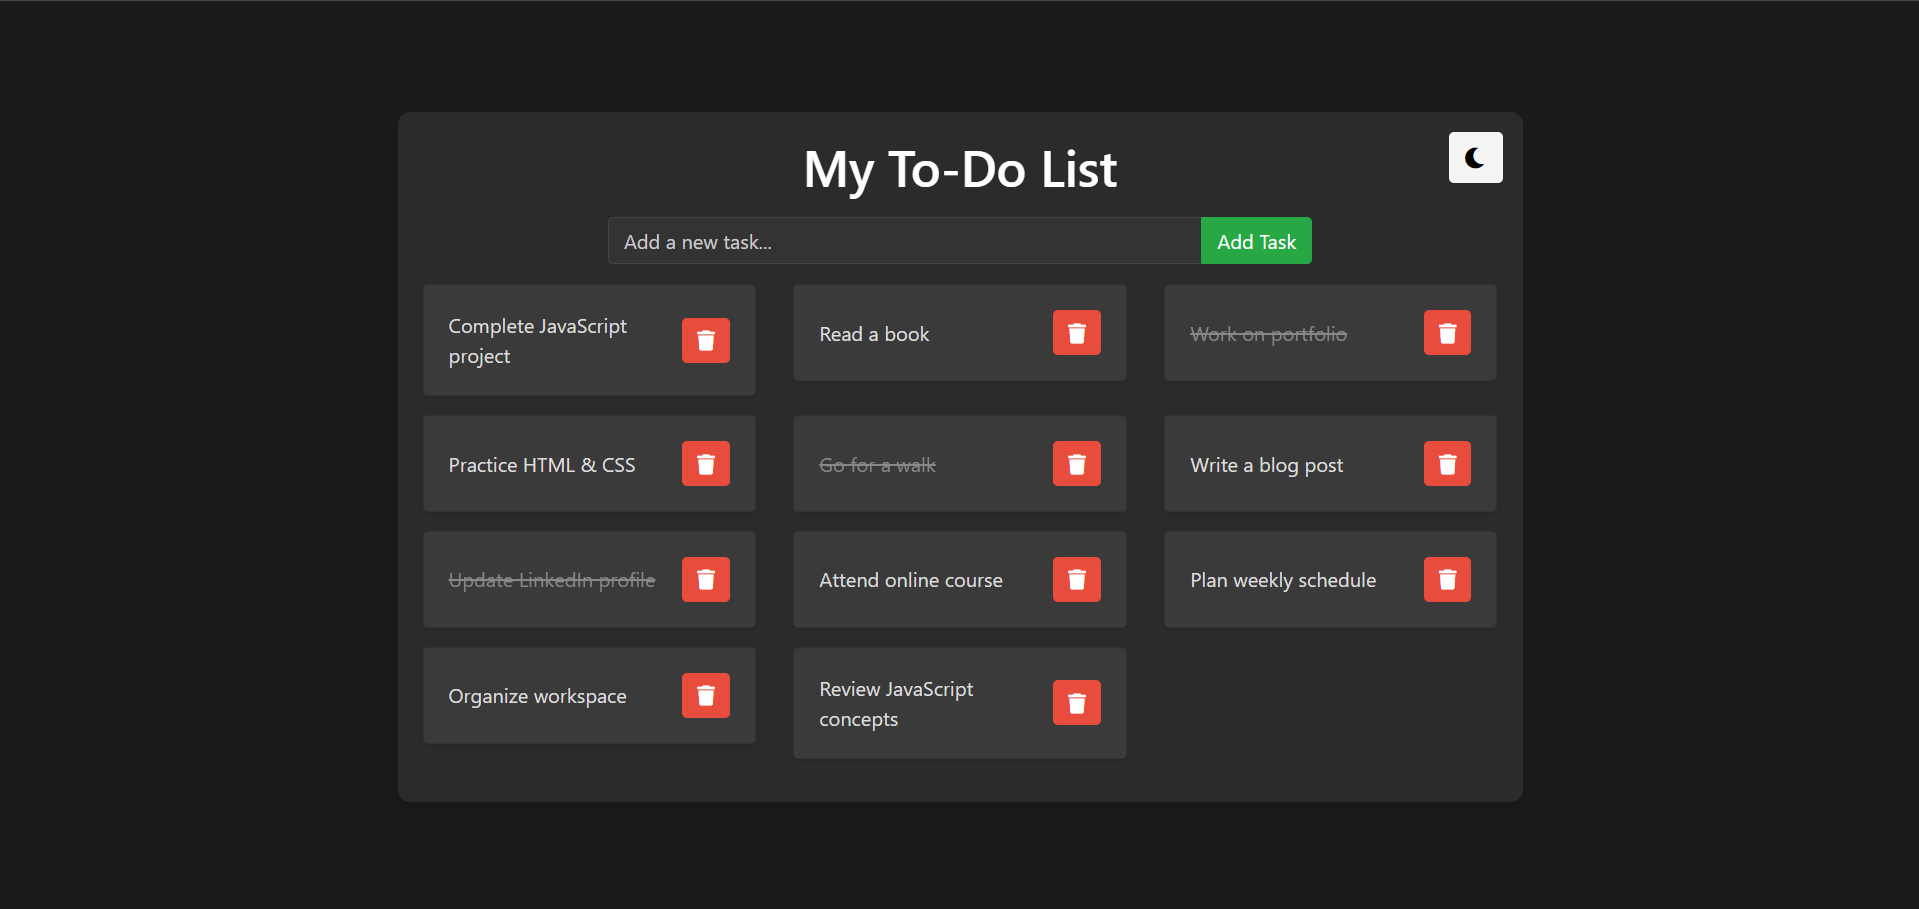 My To-Do List
Add a new task...
Add Task
Complete JavaScript
project
Read a book
Work on portfolio
Practice HTML & CSS
Go for a walk
Write a blog post
Update LinkedIn profile
Attend online course
Plan weekly schedule
Organize workspace
Review JavaScript
concepts